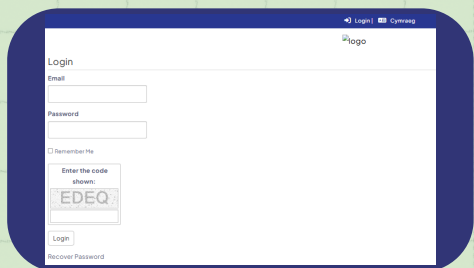 Login | Cymraeg
logo
Login
Email
Password
Remember Me
Enter the code
shown:
EDEQ
Login
Recover Password